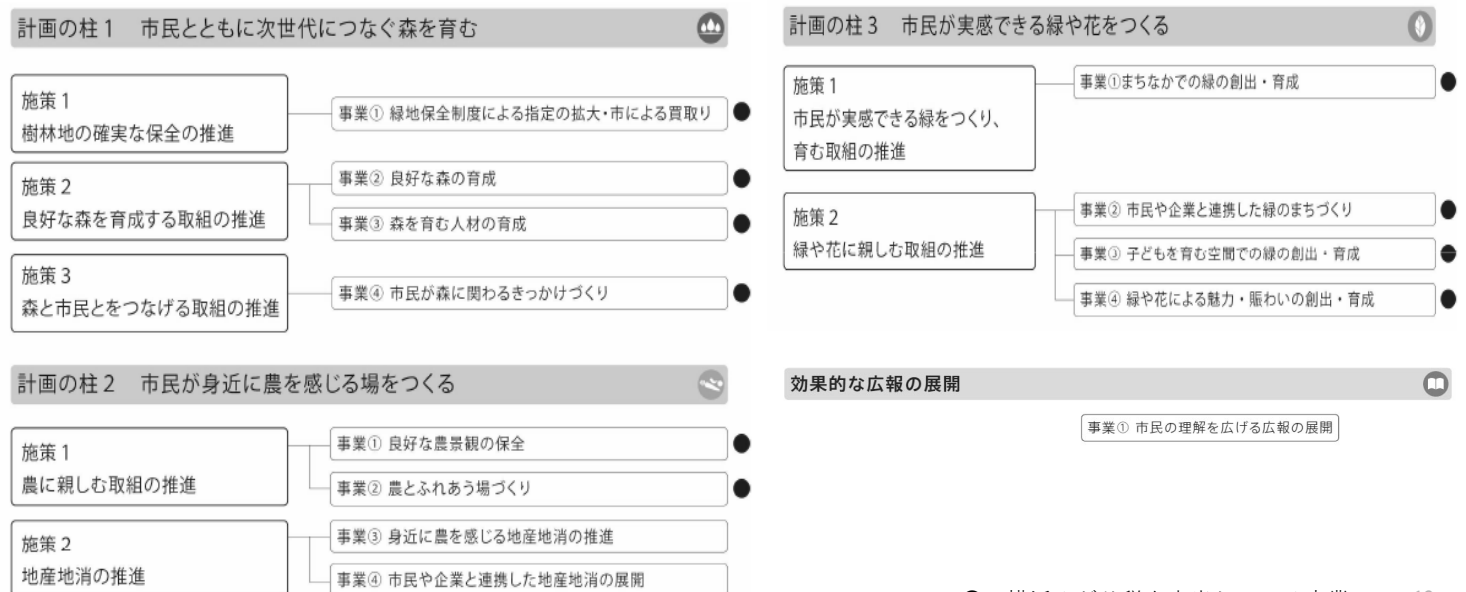 計画の柱1 市民とともに次世代につなぐ森を育む
施策1
樹林地の確実な保全の推進
事業① 緑地保全制度による指定の拡大・市による買取り
施策2
良好な森を育成する取組の推進
事業② 良好な森の育成
事業③ 森を育む人材の育成
施策3
森と市民とをつなげる取組の推進
事業④ 市民が森に関わるきっかけづくり
計画の柱2 市民が身近に農を感じる場をつくる
施策1
農に親しむ取組の推進
事業① 良好な農景観の保全
事業② 農とふれあう場づくり
施策2
地産地消の推進
事業③ 身近に農を感じる地産地消の推進
事業④ 市民や企業と連携した地産地消の展開
計画の柱3 市民が実感できる緑や花をつくる
施策1
市民が実感できる緑をつくり、
育む取組の推進
事業①まちなかでの緑の創出・育成
施策2
緑や花に親しむ取組の推進
事業② 市民や企業と連携した緑のまちづくり
事業③ 子どもを育む空間での緑の創出・育成
事業④ 緑や花による魅力・賑わいの創出・育成
効果的な広報の展開
事業① 市民の理解を広げる広報の展開